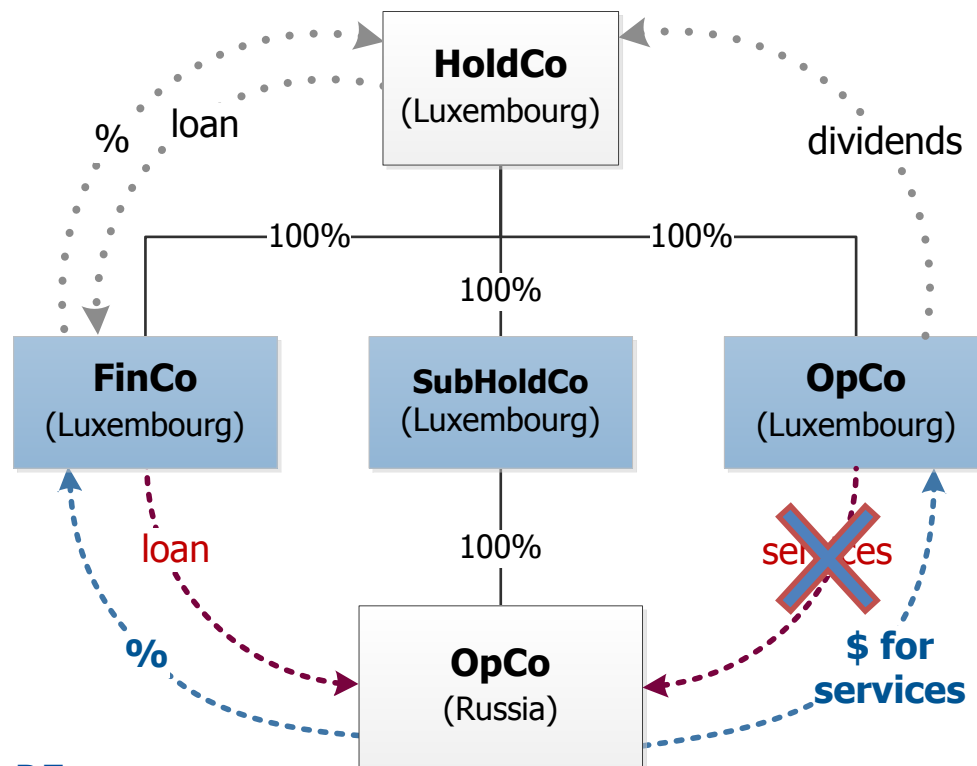 HoldCo
(Luxembourg)
%
loan
dividends
100%
100%
100%
FinCo
(Luxembourg)
SubHoldCo
(Luxembourg)
OpCo
(Luxembourg)
loan
100%
services
%
OpCo
(Russia)
$ for
services